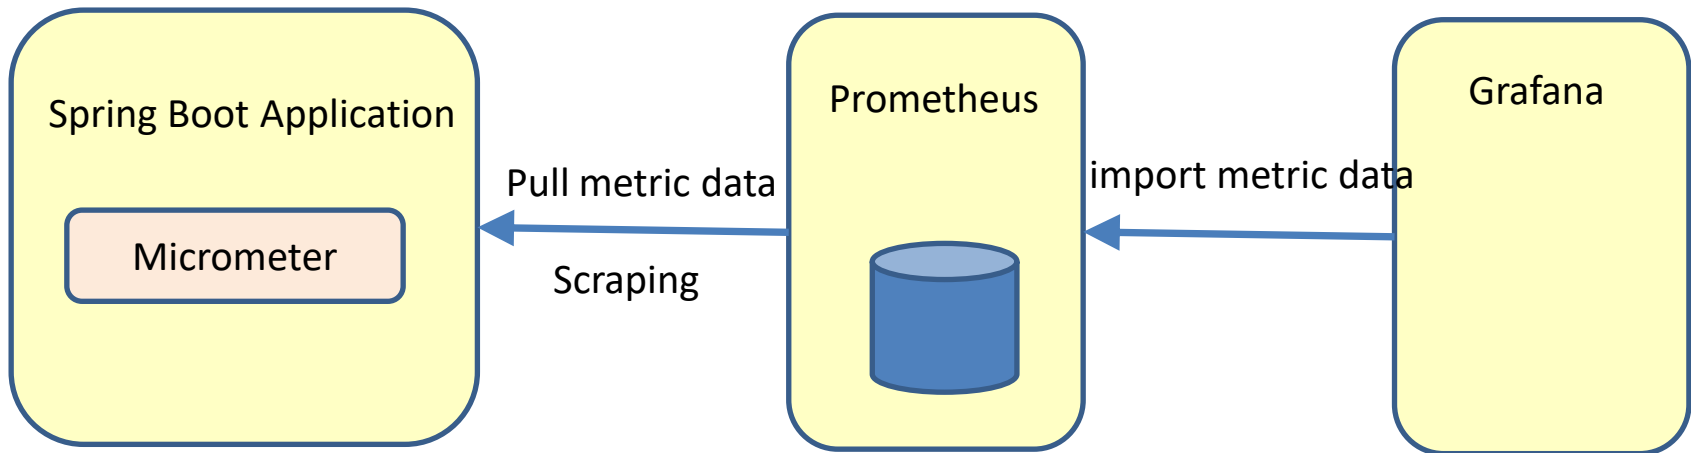 Spring Boot Application
Micrometer
Pull metric data
Scraping
Prometheus
import metric data
Grafana